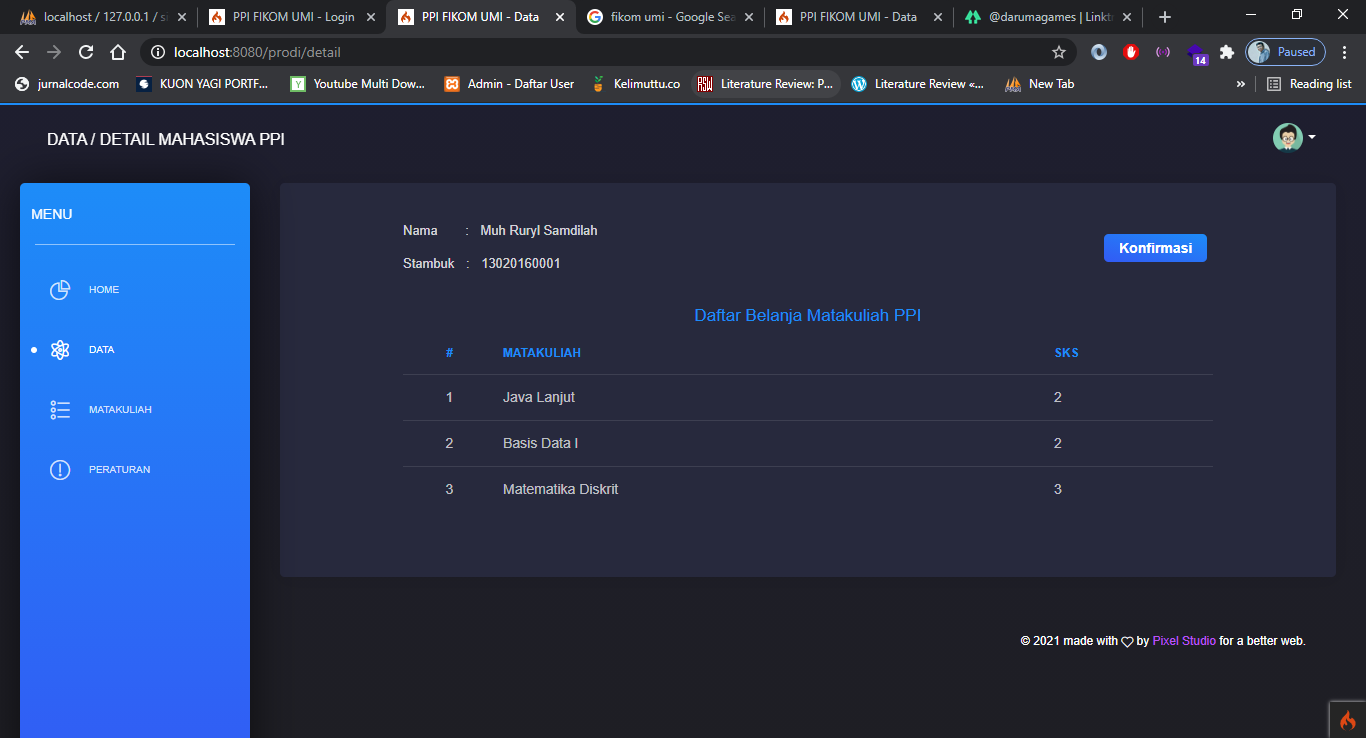 localhost / 127.0.0.1 / si
PPI FIKOM UMI - Login
PPI FIKOM UMI - Data
fikom umi - Google Sea
PPI FIKOM UMI - Data
@darumagames | Linktr
localhost:8080/prodi/detail
14
Paused
jurnalcode.com
KUON YAGI PORTF...
Youtube Multi Dow...
Admin - Daftar User
Kelimuttu.co
Literature Review: P...
Literature Review «...
New Tab
»
Reading list
DATA / DETAIL MAHASISWA PPI
MENU
HOME
DATA
MATAKULIAH
PERATURAN
Nama : Muh Ruryl Samdilah
Stambuk : 13020160001
Konfirmasi
Daftar Belanja Matakuliah PPI
# MATAKULIAH SKS
1 Java Lanjut 2
2 Basis Data I 2
3 Matematika Diskrit 3
© 2021 made with by Pixel Studio for a better web.